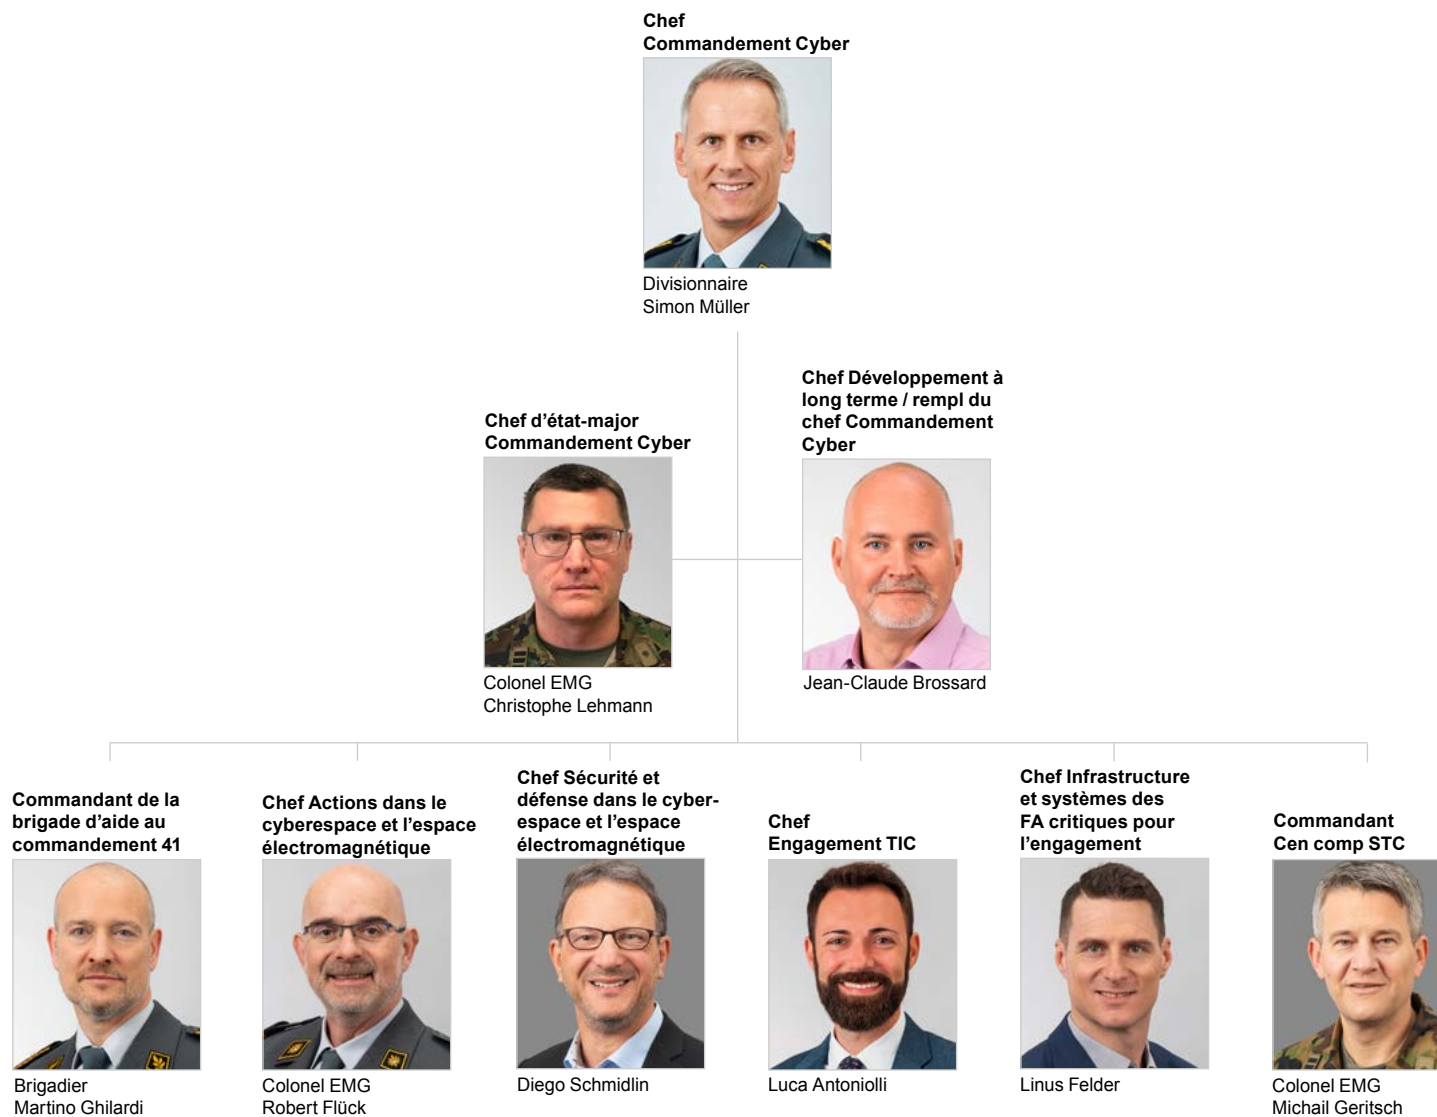 Chef
Commandement Cyber
Divisionnaire
Simon Müller
Chef d’état-major
Commandement Cyber
Colonel EMG
Christophe Lehmann
Chef Développement à
long terme / rempl du
chef Commandement
Cyber
Jean-Claude Brossard
Commandant de la
brigade d’aide au
commandement 41
Brigadier
Martino Ghilardi
Chef Actions dans le
cyberespace et l’espace
électromagnétique
Colonel EMG
Robert Flück
Chef Sécurité et
défense dans le cyber-
espace et l’espace
électromagnétique
Diego Schmidlin
Chef
Engagement TIC
Luca Antoniolli
Chef Infrastructure
et systèmes des
FA critiques pour
l’engagement
Linus Felder
Commandant
Cen comp STC
Colonel EMG
Michail Geritsch